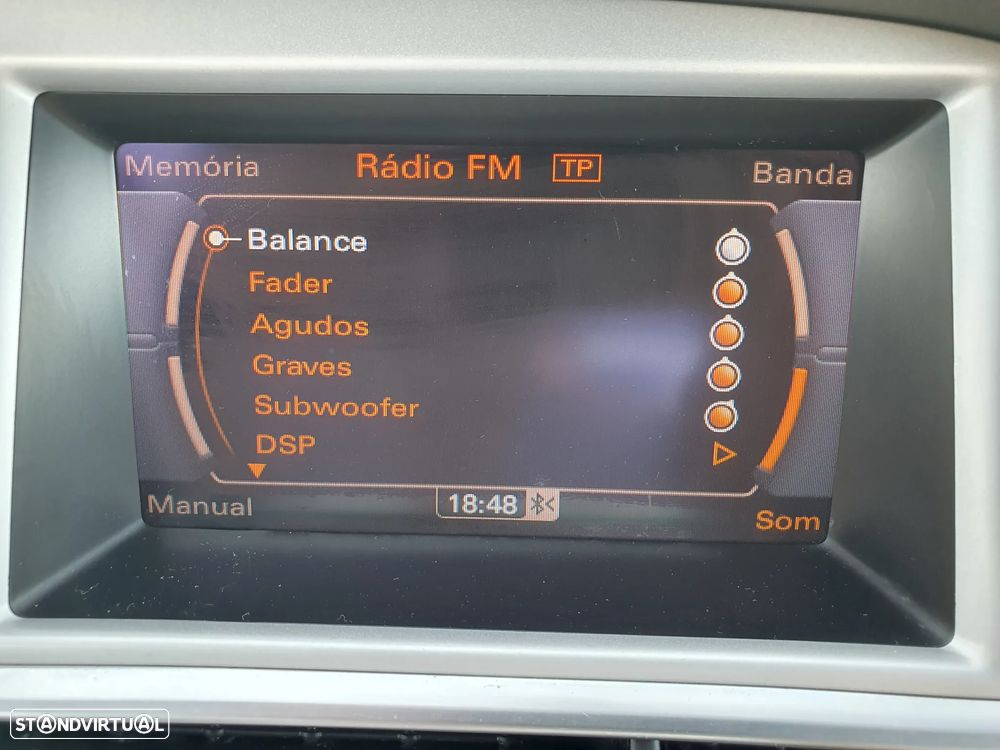 Memória Rádio FM TP Banda
Balance
Fader
Agudos
Graves
Subwoofer
DSP
Manual 18:48 Som
STANDVIRTUAL